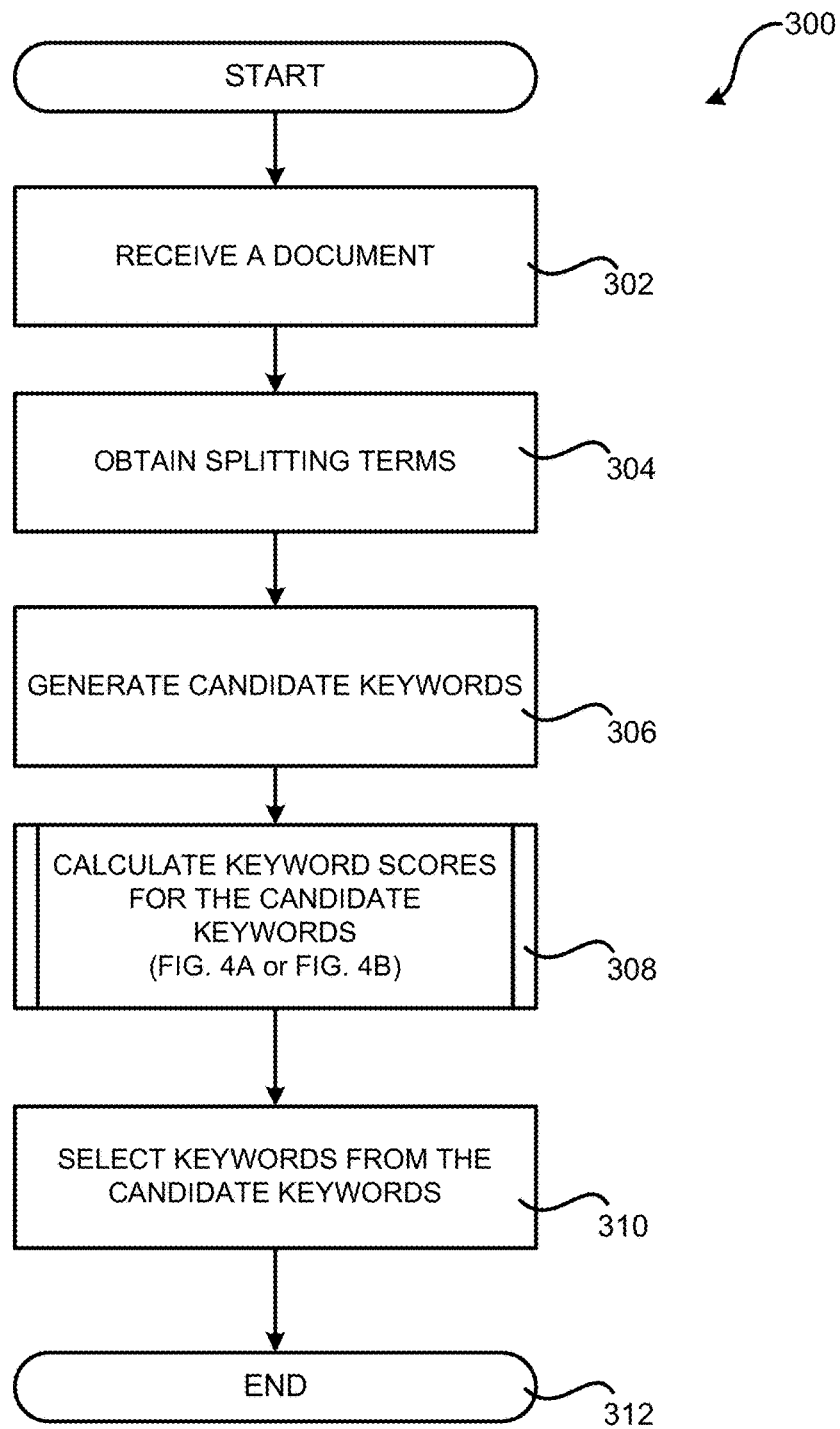 300
START
RECEIVE A DOCUMENT
302
OBTAIN SPLITTING TERMS
304
GENERATE CANDIDATE KEYWORDS
306
CALCULATE KEYWORD SCORES
FOR THE CANDIDATE
KEYWORDS
(FIG. 4A or FIG. 4B)
308
SELECT KEYWORDS FROM THE
CANDIDATE KEYWORDS
310
END
312